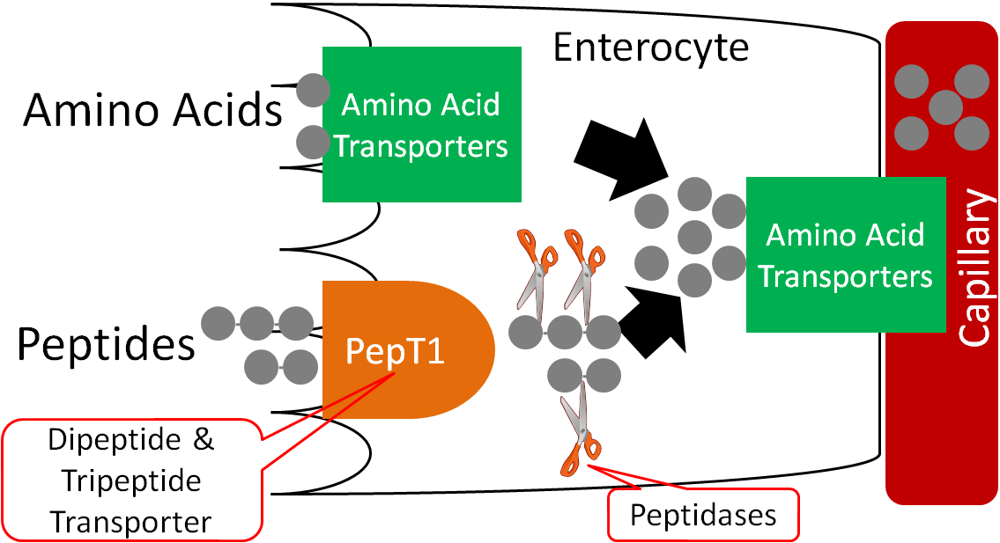 Enterocyte
Amino Acids
Amino Acid
Transporters
Amino Acid
Transporters
Capillary
Peptides
PepT1
Dipeptide &
Tripeptide
Transporter
Peptidases